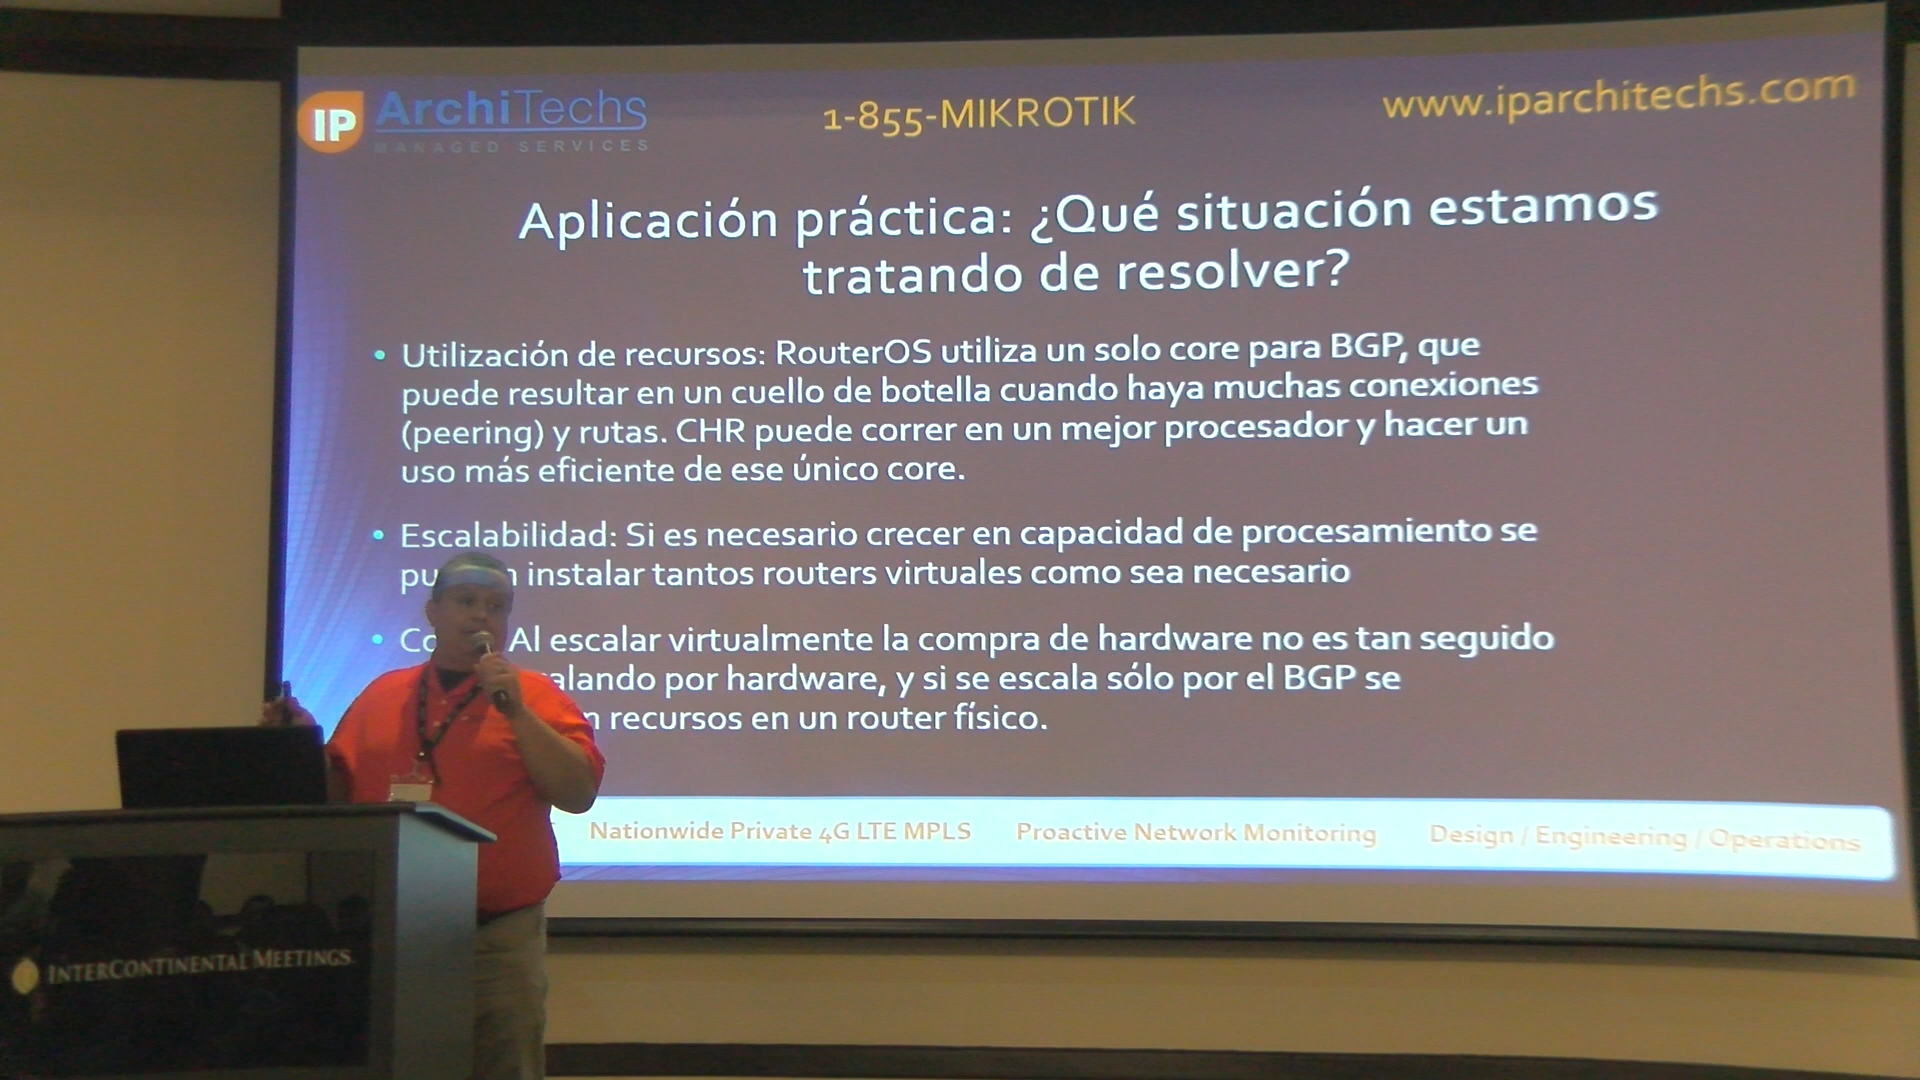 IP ArchiTechs
MANAGED SERVICES
1-855-MIKROTIK
www.iparchitechs.com
Aplicación práctica: ¿Qué situación estamos
tratando de resolver?
• Utilización de recursos: RouterOS utiliza un solo core para BGP, que
puede resultar en un cuello de botella cuando haya muchas conexiones
(peering) y rutas. CHR puede correr en un mejor procesador y hacer un
uso más eficiente de ese único core.
• Escalabilidad: Si es necesario crecer en capacidad de procesamiento se
instalar tantos routers virtuales como sea necesario
• Al escalar virtualmente la compra de hardware no es tan seguido
por hardware, y si se escala sólo por el BGP se
recursos en un router físico.
Nationwide Private 4G LTE MPLS Proactive Network Monitoring Design / Engineering / Operations
INTERCONTINENTAL MEETINGS